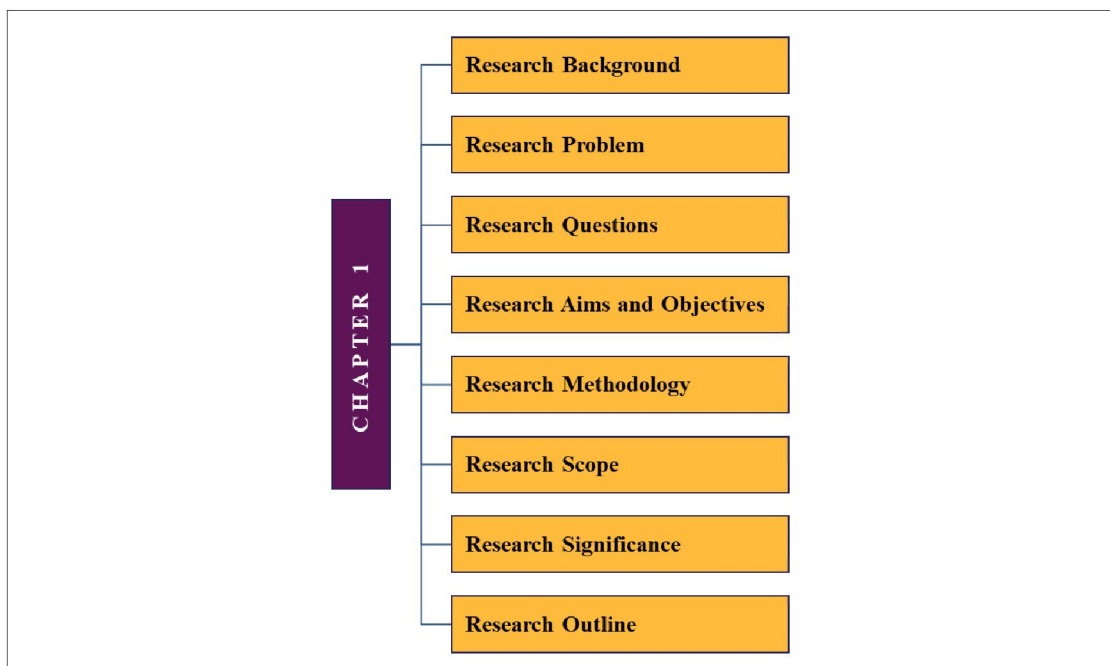 CHAPTER 1
Research Background
Research Problem
Research Questions
Research Aims and Objectives
Research Methodology
Research Scope
Research Significance
Research Outline